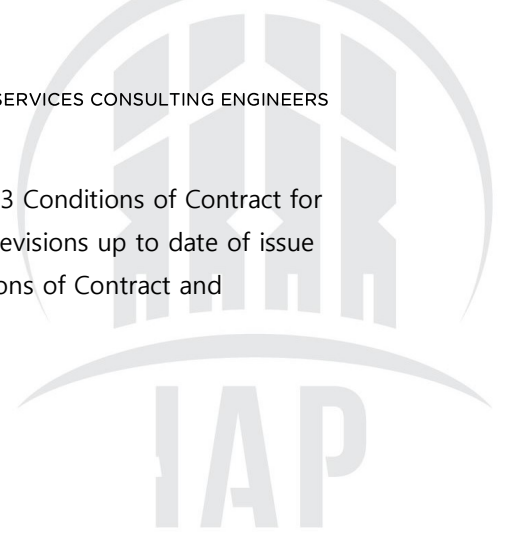 SERVICES CONSULTING ENGINEERS
3 Conditions of Contract for
evisions up to date of issue
ons of Contract and
IAP